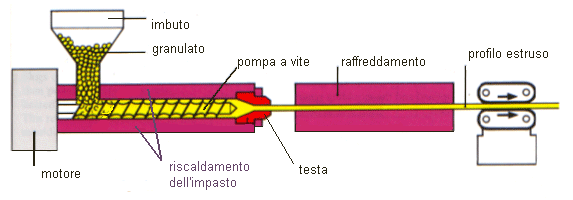 imbuto
granulato
pompa a vite
raffreddamento
profilo estruso
motore
riscaldamento
dell'impasto
testa